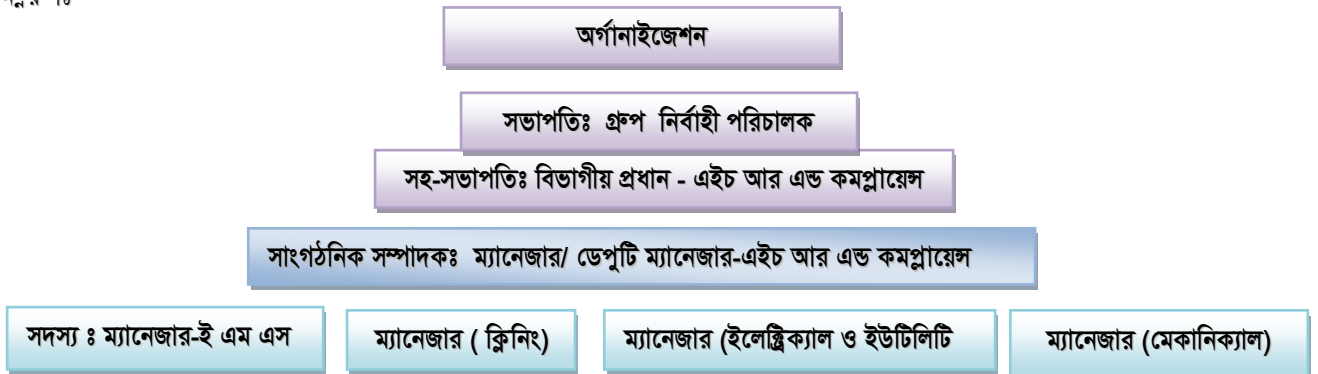 অর্গানাইজেশন
সভাপতিঃ গ্রুপ নির্বাহী পরিচালক
সহ-সভাপতিঃ বিভাগীয় প্রধান - এইচ আর এন্ড কমপ্লায়েন্স
সাংগঠনিক সম্পাদকঃ ম্যানেজার/ ডেপুটি ম্যানেজার-এইচ আর এন্ড কমপ্লায়েন্স
সদস্য ঃ ম্যানেজার-ই এম এস
ম্যানেজার ( ক্লিনিং)
ম্যানেজার (ইলেক্ট্রিক্যাল ও ইউটিলিটি
ম্যানেজার (মেকানিক্যাল)